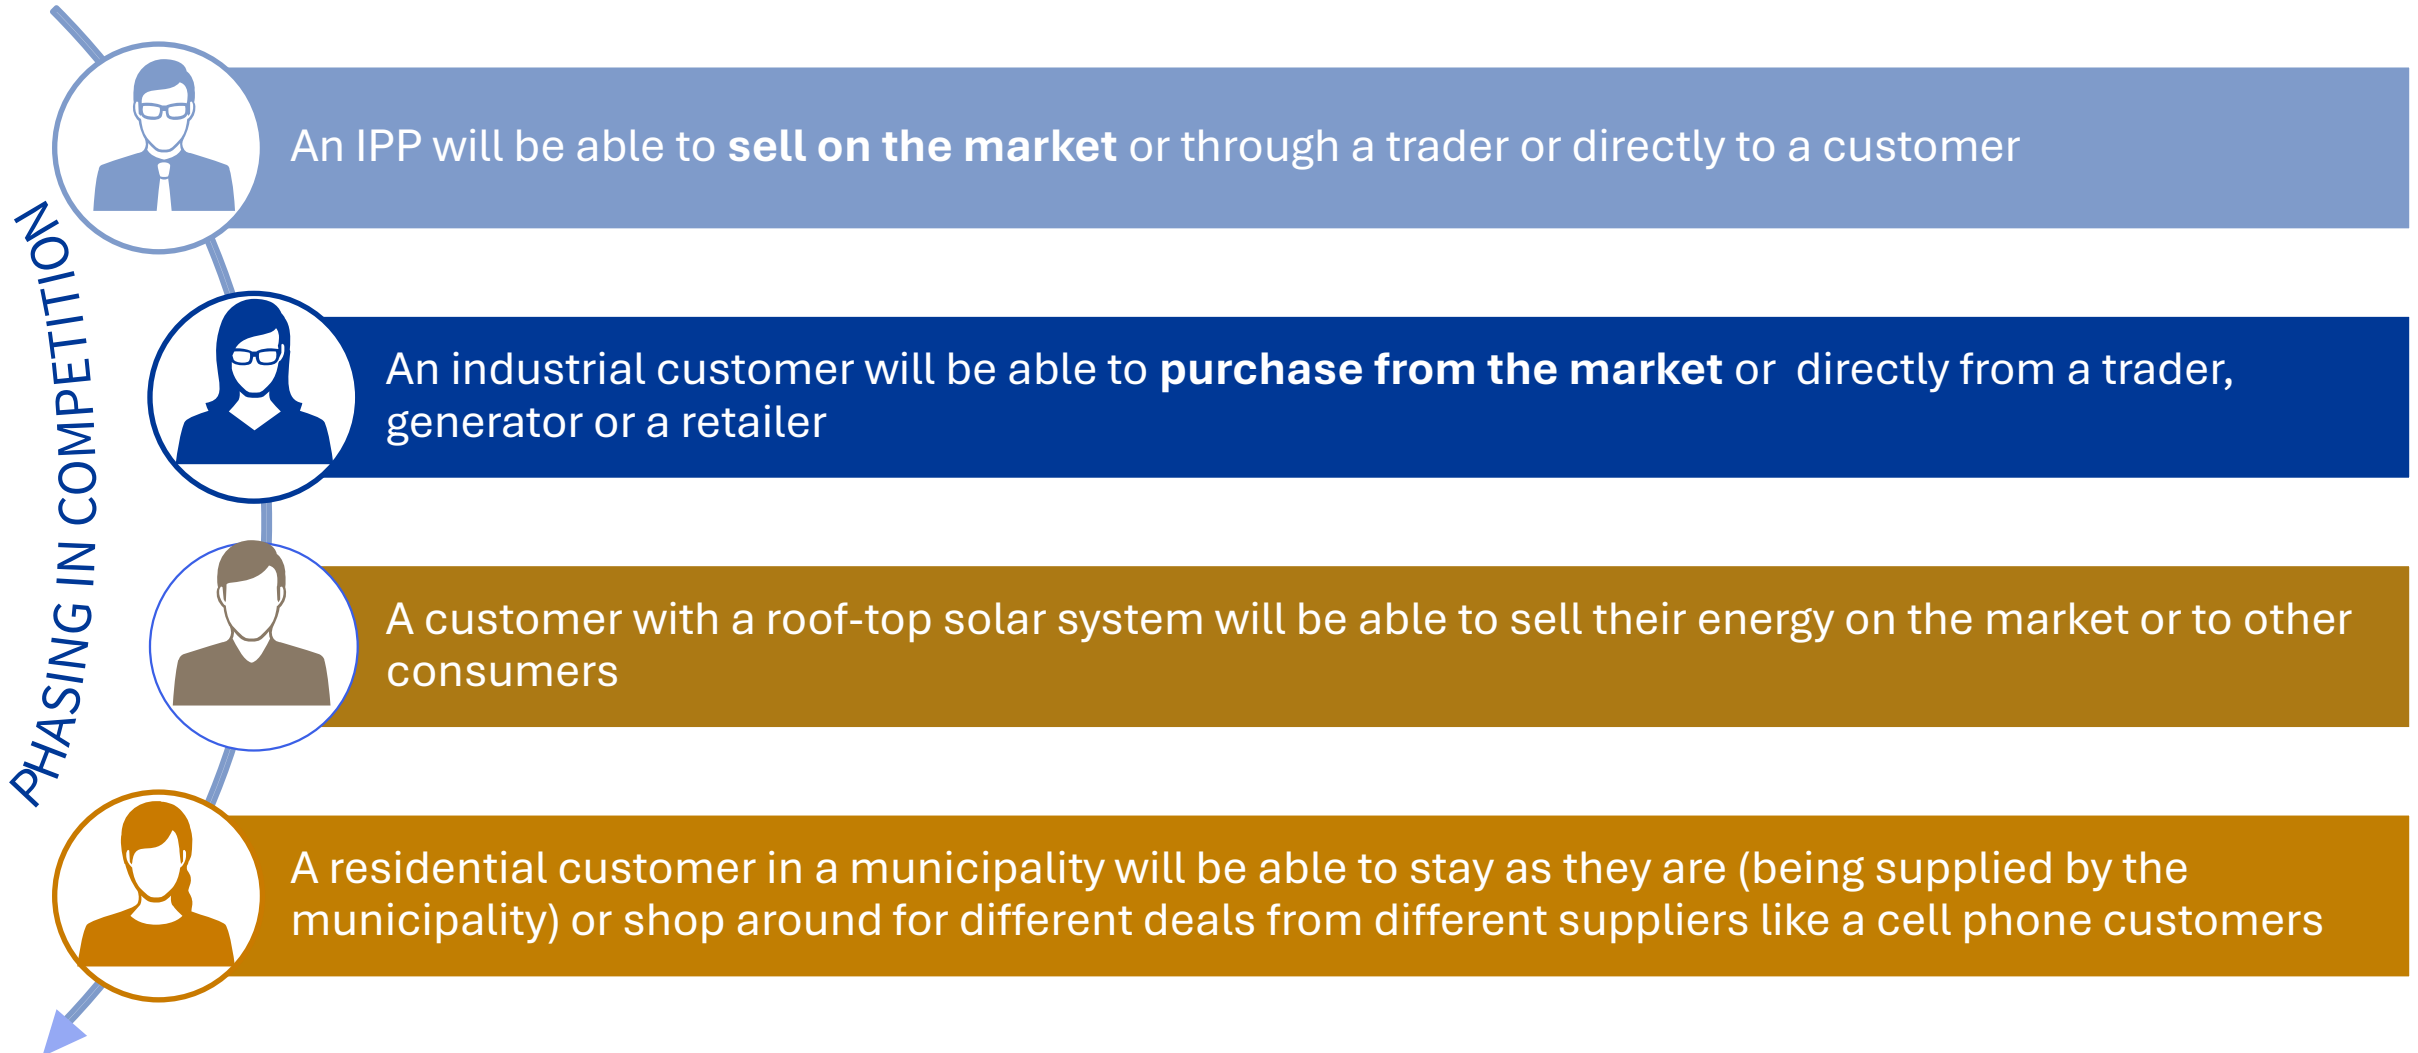 PHASING IN COMPETITION
An IPP will be able to sell on the market or through a trader or directly to a customer
An industrial customer will be able to purchase from the market or  directly from a trader,
generator or a retailer
A customer with a roof-top solar system will be able to sell their energy on the market or to other
consumers
A residential customer in a municipality will be able to stay as they are (being supplied by the
municipality) or shop around for different deals from different suppliers like a cell phone customers